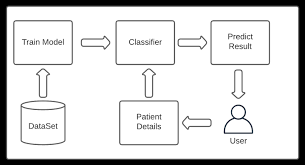 Train Model
Classifier
Predict
Result
DataSet
Patient
Details
User